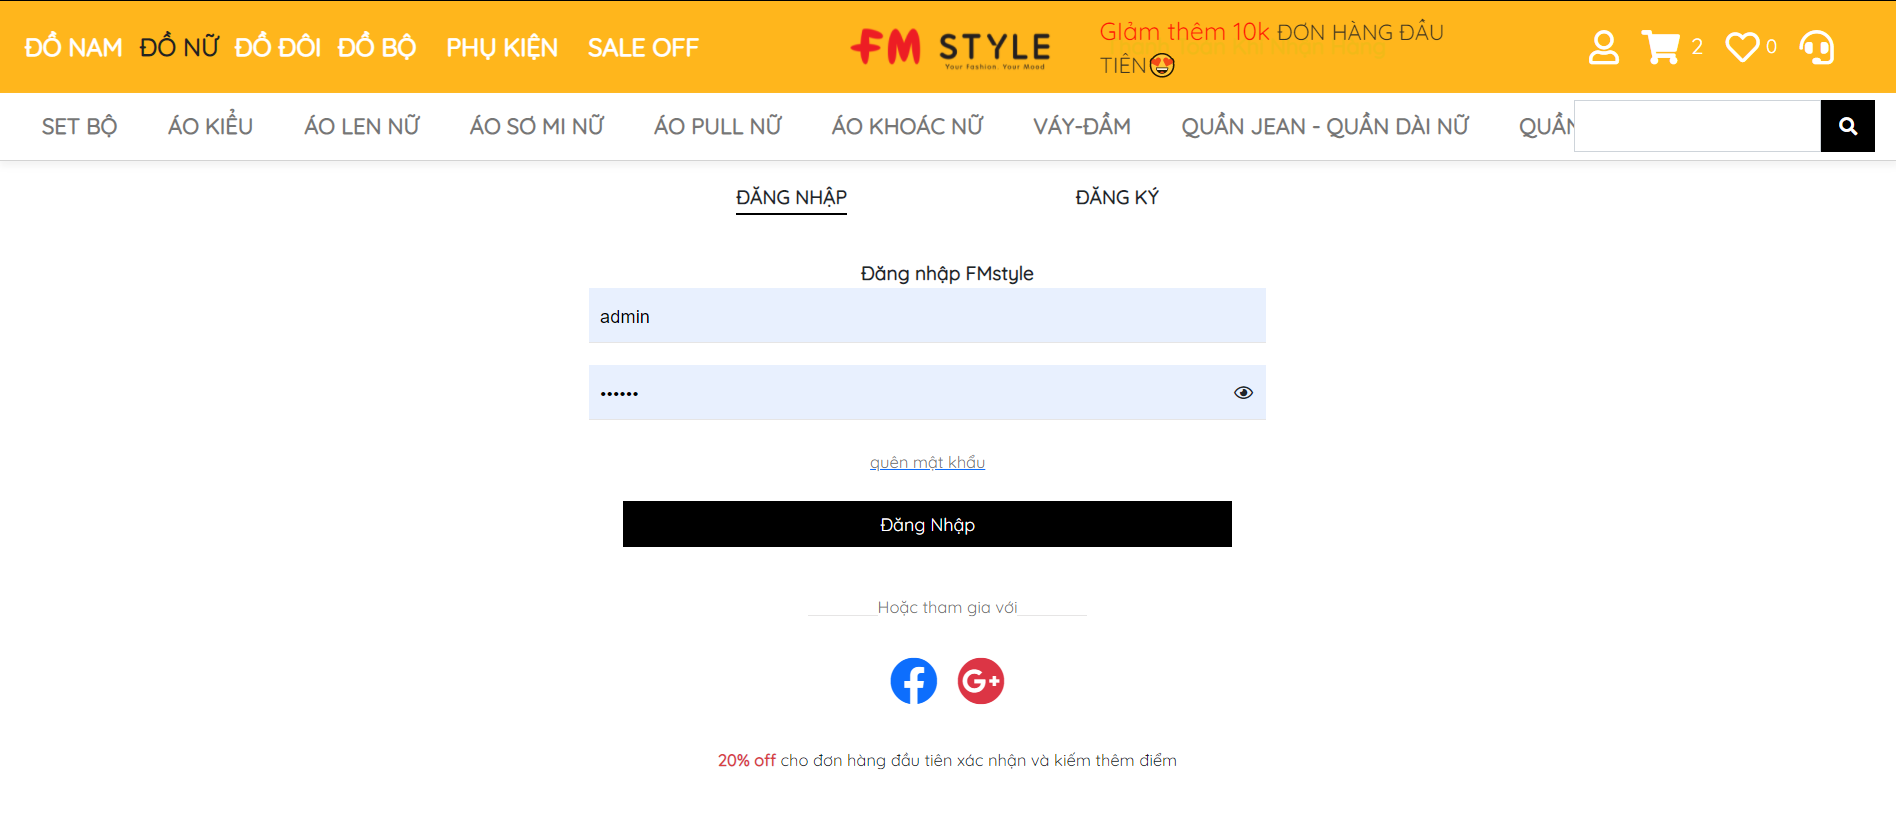 ĐỒ NAM ĐỒ NỮ ĐỒ ĐÔI ĐỒ BỘ PHỤ KIỆN SALE OFF
FM STYLE
Your Fashion. Your Mood
Giảm thêm 10k ĐƠN HÀNG ĐẦU
TIÊN😍
2
0
SET BỘ ÁO KIỂU ÁO LEN NỮ ÁO SƠ MI NỮ ÁO PULL NỮ ÁO KHOÁC NỮ VÁY-ĐẦM QUẦN JEAN - QUẦN DÀI NỮ QUẦN
ĐĂNG NHẬP ĐĂNG KÝ
Đăng nhập FMstyle
admin
••••••
quên mật khẩu
Đăng Nhập
Hoặc tham gia với
G+
20% off cho đơn hàng đầu tiên xác nhận và kiếm thêm điểm